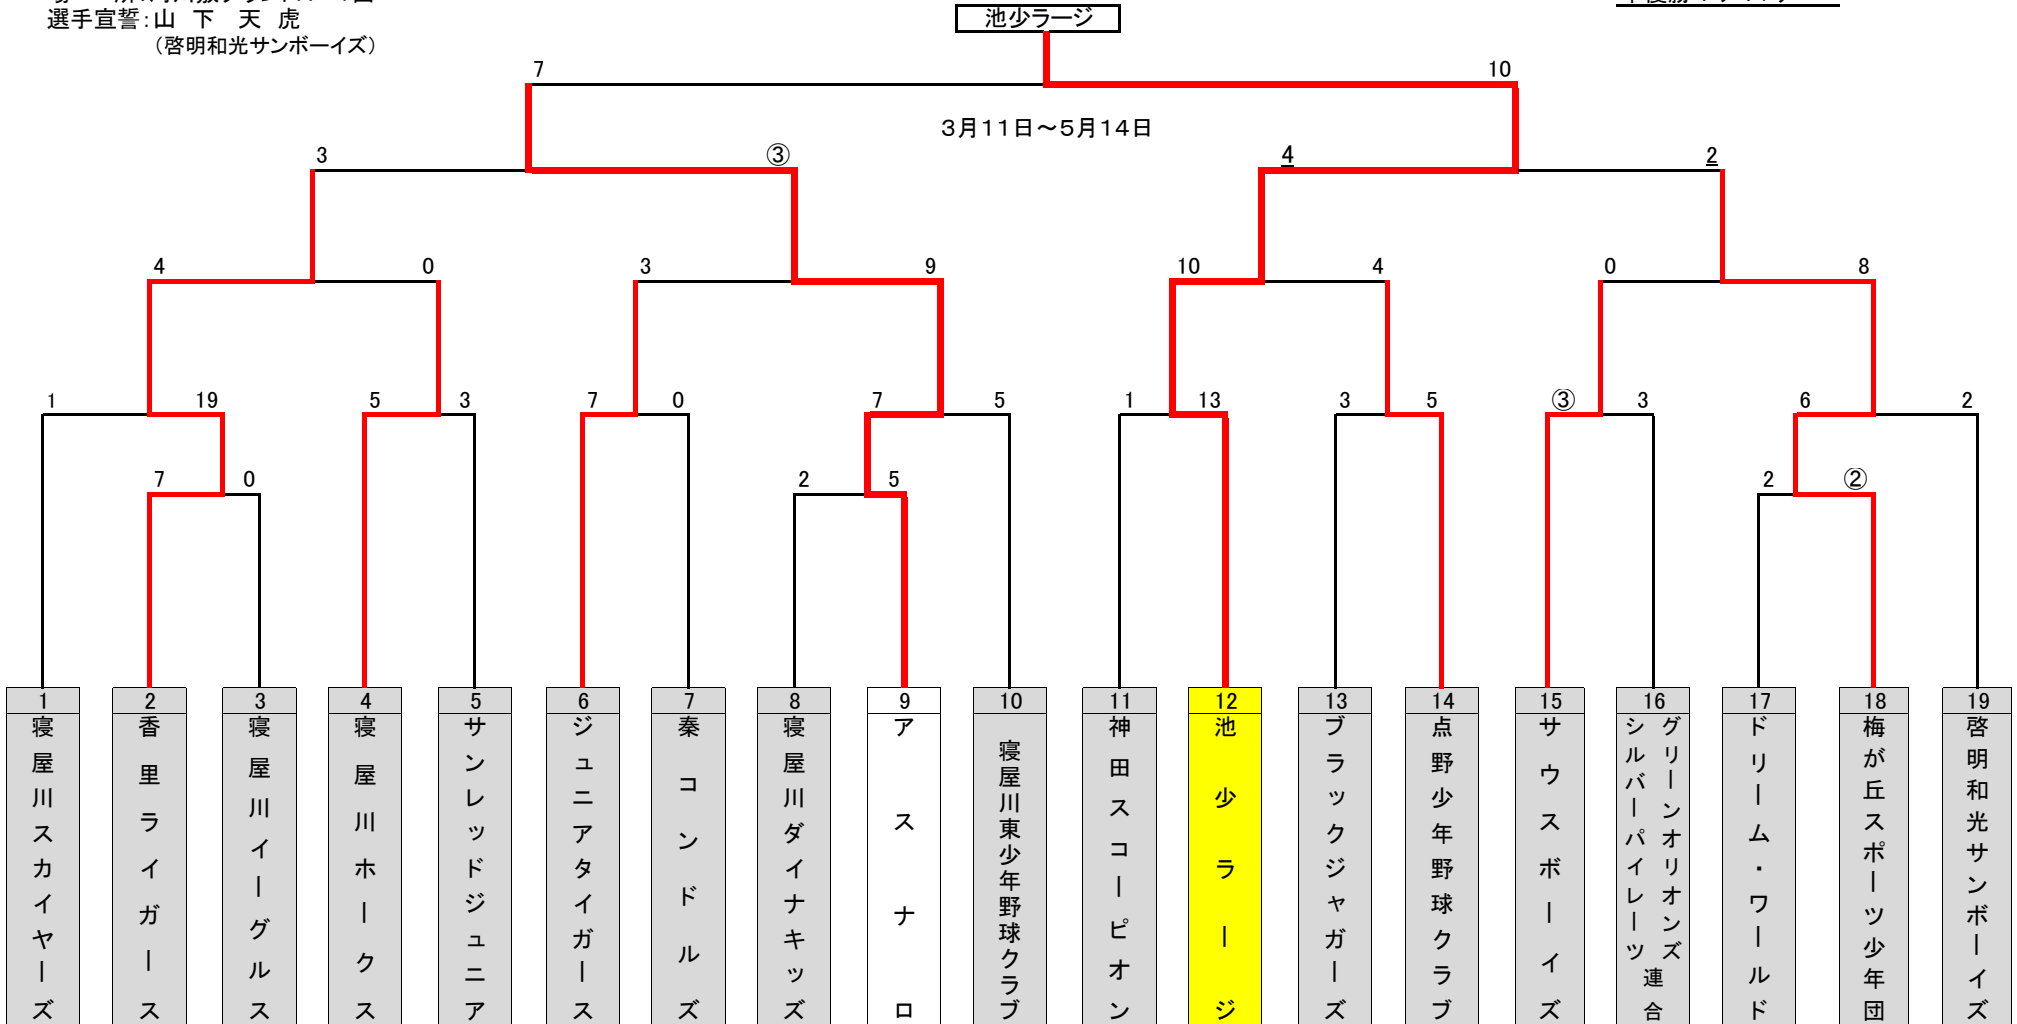 選手宣誓:山 下 天 虎
(啓明和光サンボーイズ)
池少ラージ
7
10
3月11日～5月14日
3
③
4
2
4
0
3
9
10
4
0
8
1
19
5
3
7
0
7
5
1
13
3
5
③
3
6
2
7
0
2
5
2
②
1
寝屋川スカイヤーズ
2
香里ライガース
3
寝屋川イーグルス
4
寝屋川ホークス
5
サンレッドジュニア
6
ジュニアタイガース
7
秦コンドルズ
8
寝屋川ダイナキッズ
9
アスナロ
10
寝屋川東少年野球クラブ
11
神田スコーピオン
12
池少ラージ
13
ブラックジャガーズ
14
点野少年野球クラブ
15
サウスボーイズ
16
グリーンオリオンズ
シルバーパイレーツ
連合
17
ドリーム・ワールド
18
梅が丘スポーツ少年団
19
啓明和光サンボーイズ